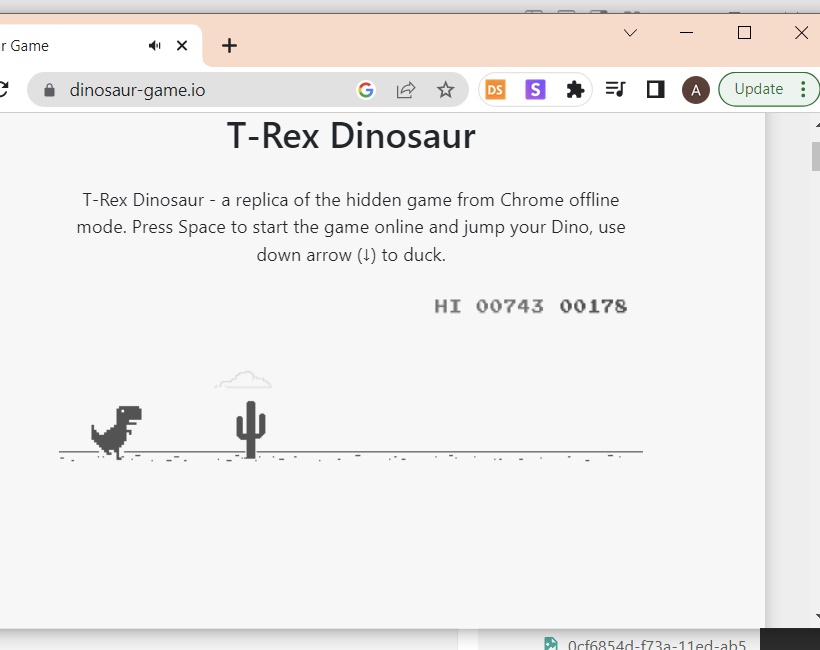 r Game
dinosaur-game.io
DS
S
A
Update
T-Rex Dinosaur
T-Rex Dinosaur - a replica of the hidden game from Chrome offline
mode. Press Space to start the game online and jump your Dino, use
down arrow (↓) to duck.
HI 00743 00178
0cf6854d-f73a-11ed-ab5